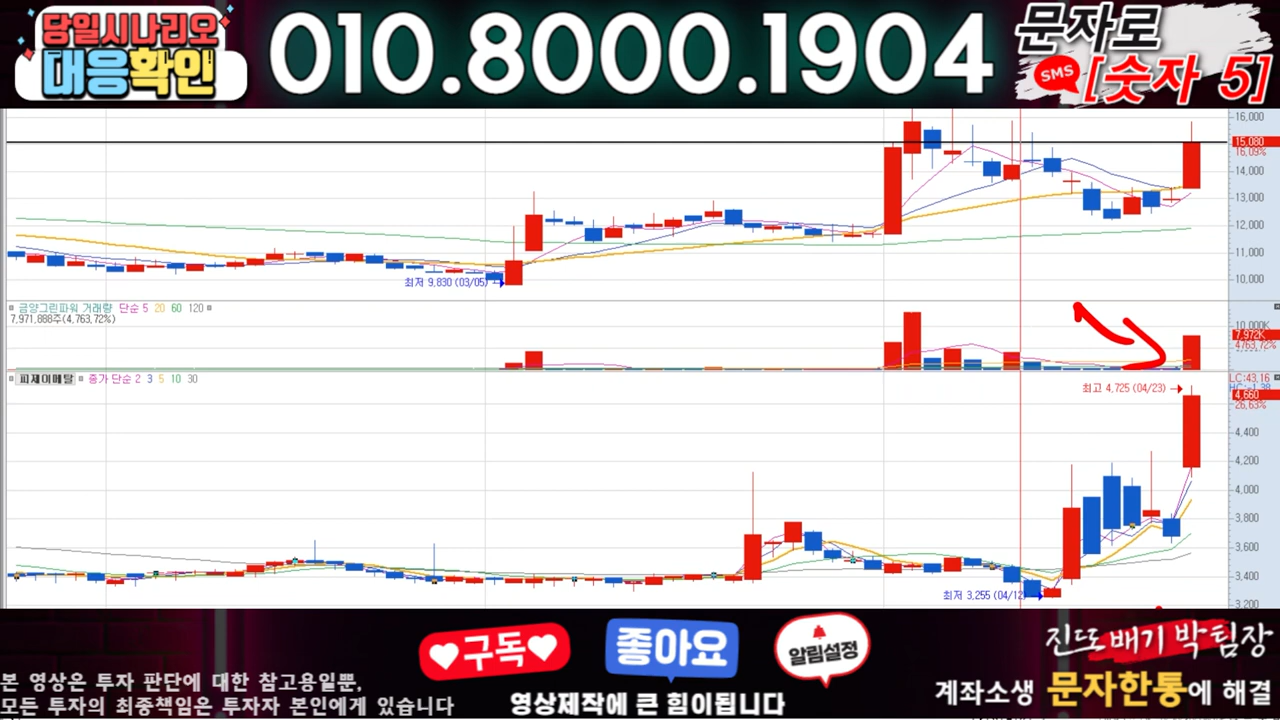 당일시나리오
대응확인
010.8000.1904
문자로
SMS
[숫자 5]
16,000
15,080
16,09%
14,000
13,000
12,000
11,000
10,000
최저 9,830 (03/05)
금양그린파워 거래량 단순 5 20 60 120
7,971,888주(4,763,72%)
10,000K
7,972K
4763,72%
피제이메탈 종가 단순 2 3 5 10 30
LC:43,16
HC:-1,38
최고 4,725 (04/23)
4,660
26,63%
4,400
4,200
4,000
3,800
3,600
3,400
3,200
최저 3,255 (04/12)
구독
좋아요
알림설정
진또배기 박팀장
본 영상은 투자 판단에 대한 참고용일뿐,
모든 투자의 최종책임은 투자자 본인에게 있습니다
영상제작에 큰 힘이됩니다
계좌소생 문자한통에 해결